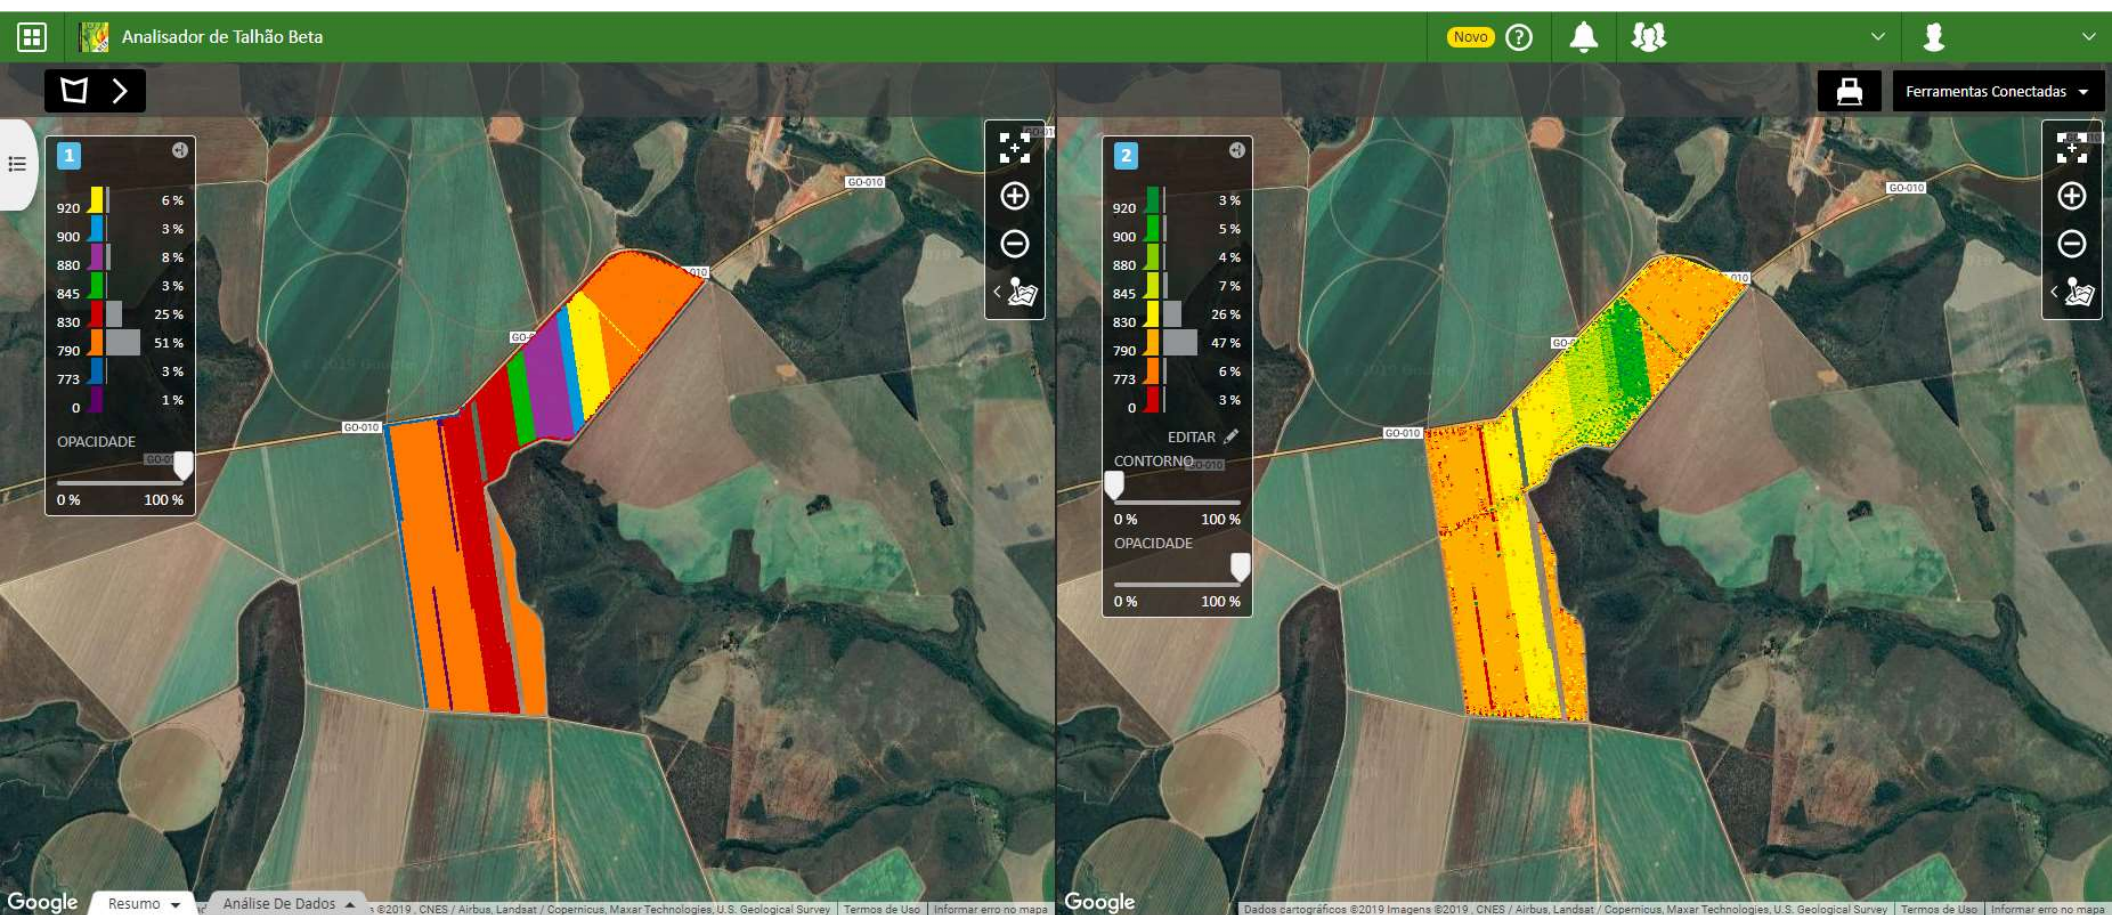 Analisador de Talhão Beta
Novo
Ferramentas Conectadas
1
920 6 %
900 3 %
880 8 %
845 3 %
830 25 %
790 51 %
773 3 %
0 1 %
OPACIDADE
0 % 100 %
GO-010
GO-010
010
2
920 3 %
900 5 %
880 4 %
845 7 %
830 26 %
790 47 %
773 6 %
0 3 %
EDITAR
CONTORNO
0 % 100 %
OPACIDADE
0 % 100 %
GO-010
GO-010
010
Google
Resumo
Análise De Dados
©2019 , CNES / Airbus, Landsat / Copernicus, Maxar Technologies, U.S. Geological Survey
Termos de Uso
Informar erro no mapa
Google
Dados cartográficos ©2019 Imagens ©2019 , CNES / Airbus, Landsat / Copernicus, Maxar Technologies, U.S. Geological Survey
Termos de Uso
Informar erro no mapa